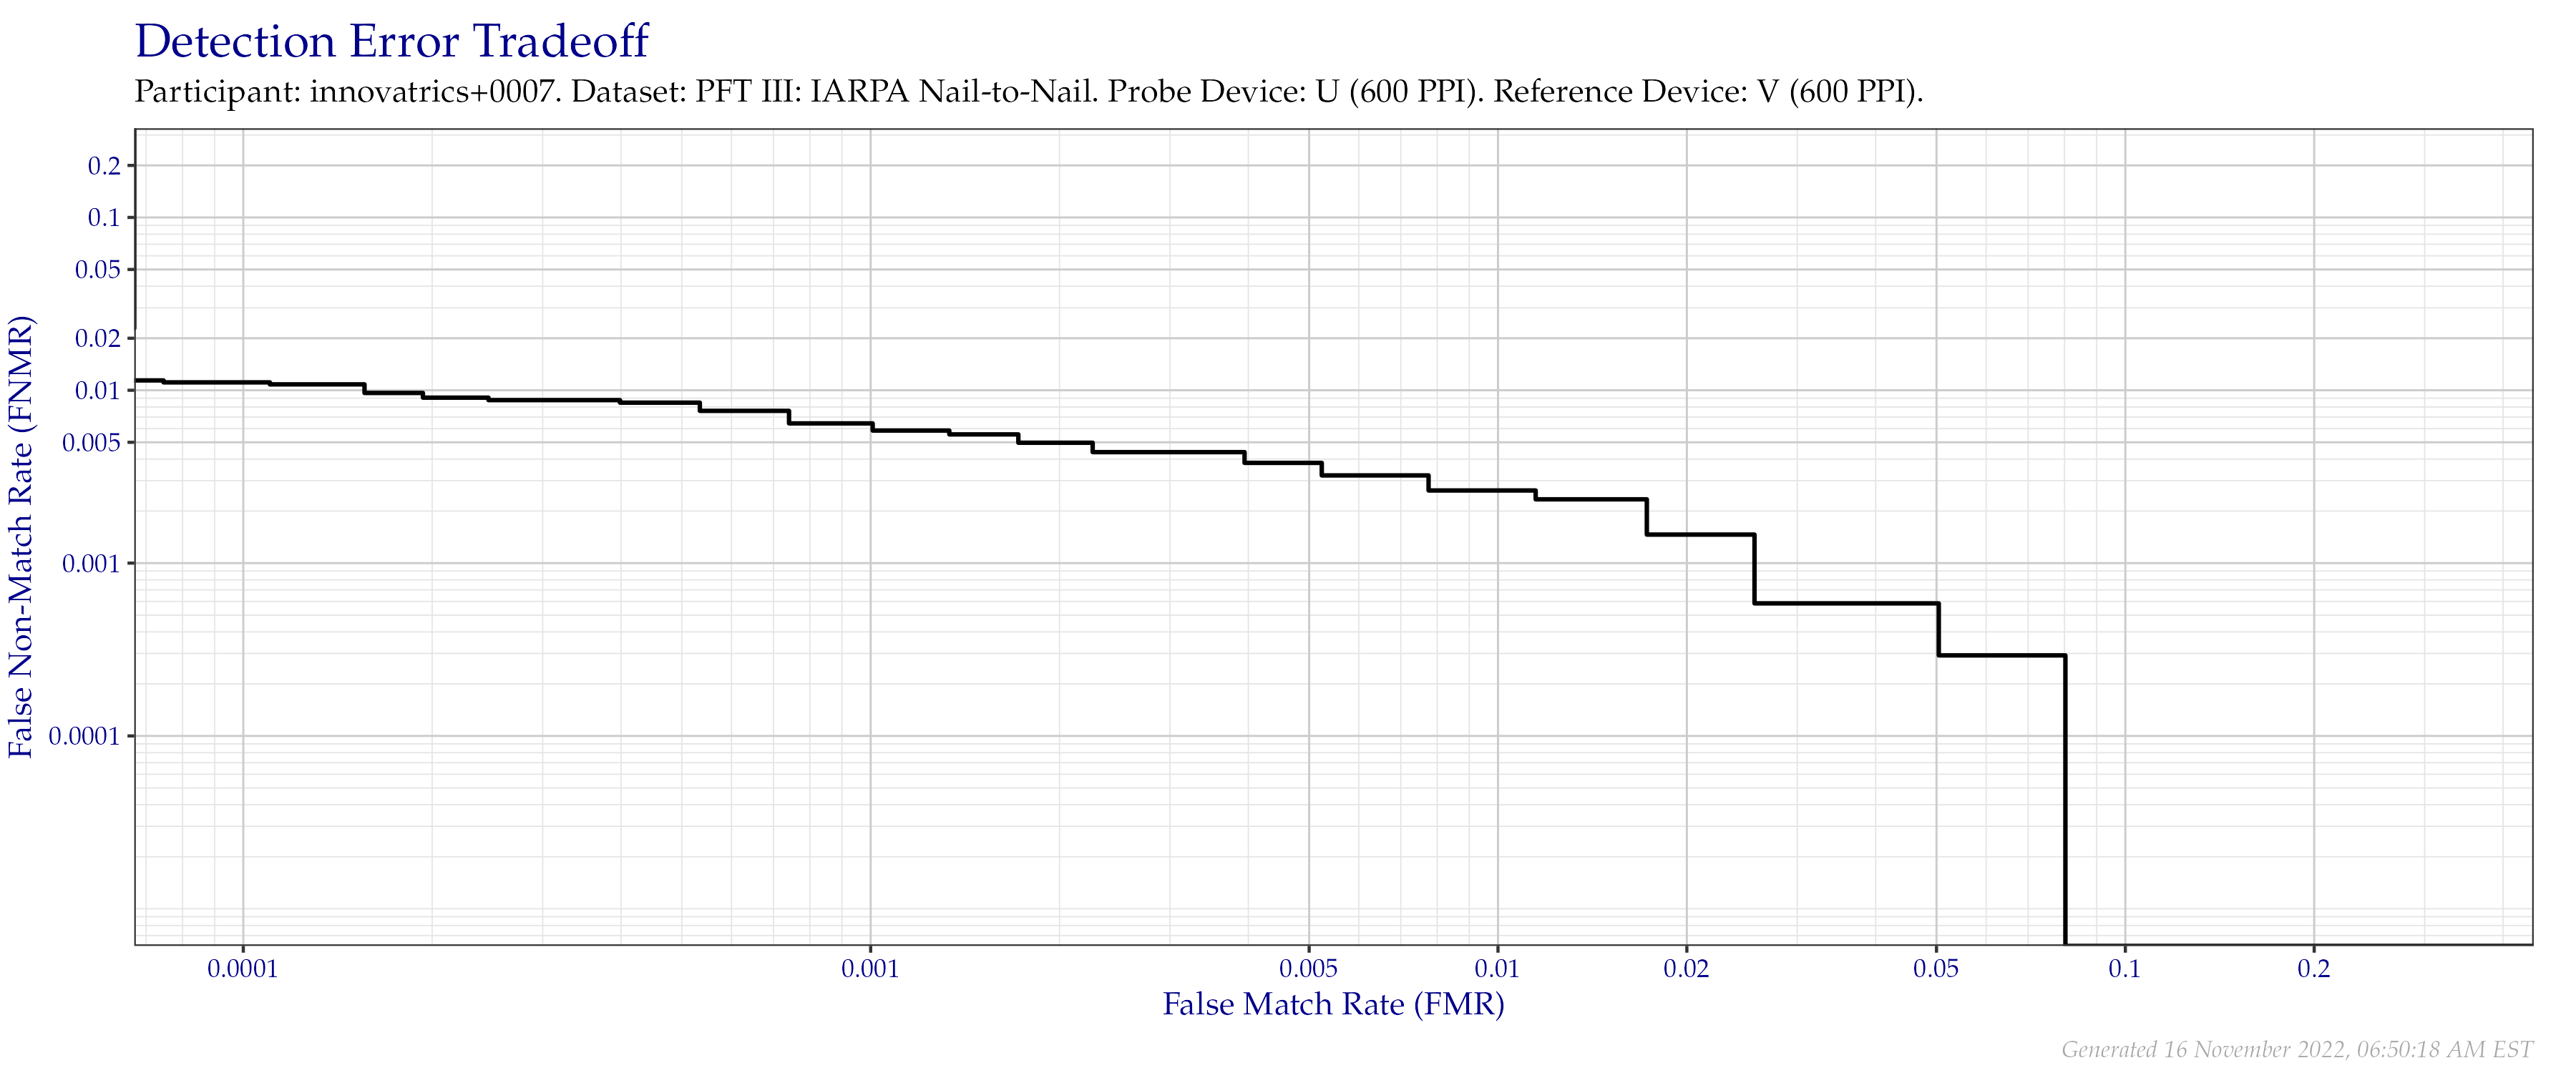 Detection Error Tradeoff
Participant: innovatrics+0007. Dataset: PFT III: IARPA Nail-to-Nail. Probe Device: U (600 PPI). Reference Device: V (600 PPI).
False Non-Match Rate (FNMR)
0.2
0.1
0.05
0.02
0.01
0.005
0.001
0.0001
0.0001 0.001 0.005 0.01 0.02 0.05 0.1 0.2
False Match Rate (FMR)
Generated 16 November 2022, 06:50:18 AM EST